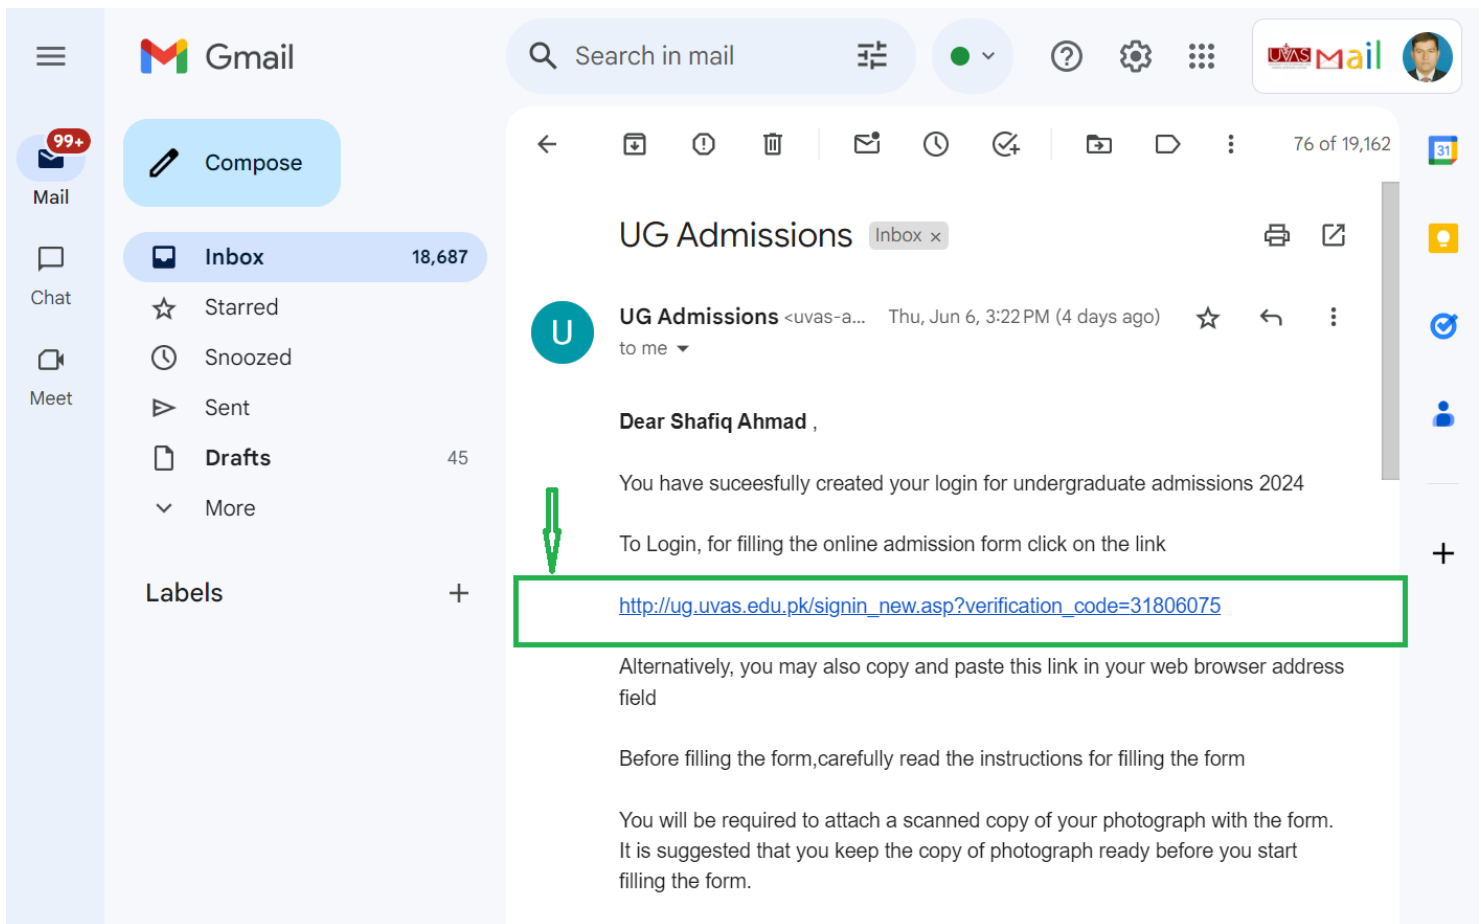 Gmail
Search in mail
UVAS Mail
99+
Mail
Chat
Meet
Compose
Inbox 18,687
Starred
Snoozed
Sent
Drafts 45
More
Labels
76 of 19,162
31
UG Admissions Inbox x
U
UG Admissions <uvas-a... Thu, Jun 6, 3:22 PM (4 days ago)
to me
Dear Shafiq Ahmad ,
You have suceesfully created your login for undergraduate admissions 2024
To Login, for filling the online admission form click on the link
http://ug.uvas.edu.pk/signin_new.asp?verification_code=31806075
Alternatively, you may also copy and paste this link in your web browser address
field
Before filling the form,carefully read the instructions for filling the form
You will be required to attach a scanned copy of your photograph with the form.
It is suggested that you keep the copy of photograph ready before you start
filling the form.